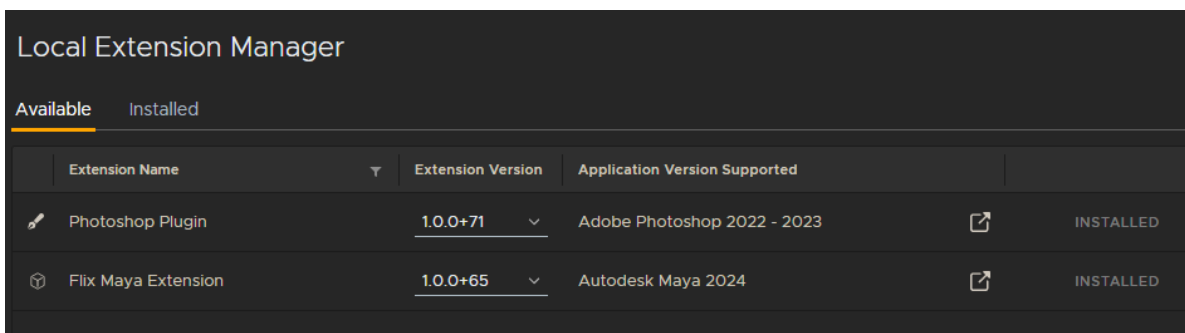 Local Extension Manager
Available Installed
Extension Name Extension Version Application Version Supported
Photoshop Plugin 1.0.0+71 Adobe Photoshop 2022 - 2023 INSTALLED
Flix Maya Extension 1.0.0+65 Autodesk Maya 2024 INSTALLED